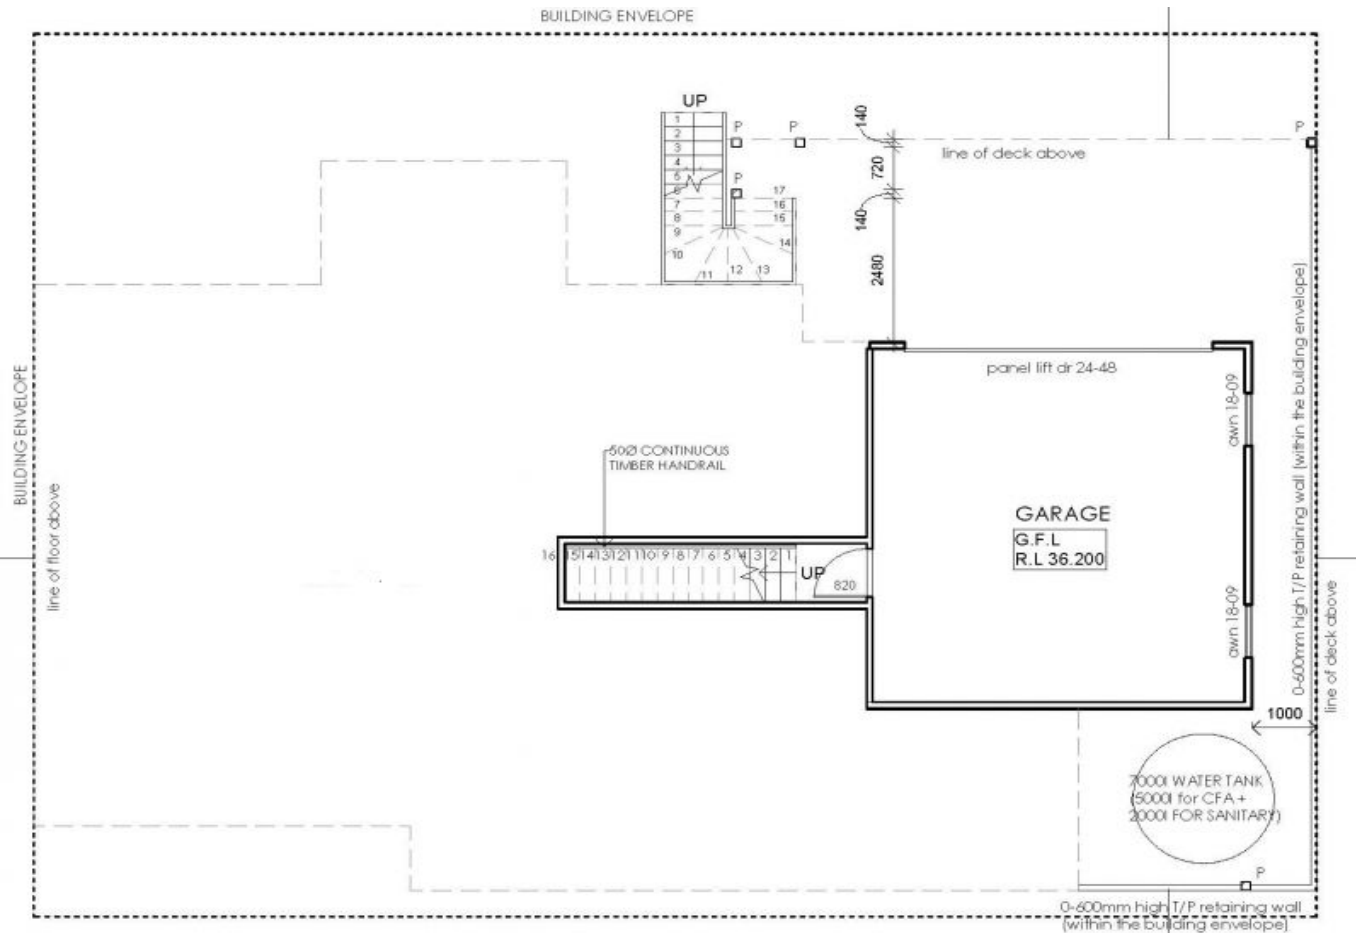 BUILDING ENVELOPE
UP
1
2
3
4
5
6
7
8
9
10
11
12
13
14
15
16
17
P
P
P
P
140
720
140
2480
line of deck above
BUILDING ENVELOPE
line of floor above
panel lift dr 24-48
awn 18-09
0-600mm high T/P retaining wall (within the building envelope)
50Ø CONTINUOUS
TIMBER HANDRAIL
GARAGE
G.F.L
R.L 36.200
16 15 14 13 12 11 10 9 8 7 6 5 4 3 2 1
UP
820
awn 18-09
line of deck above
1000
7000l WATER TANK
(5000l for CFA +
2000l FOR SANITARY)
P
0-600mm high T/P retaining wall
(within the building envelope)